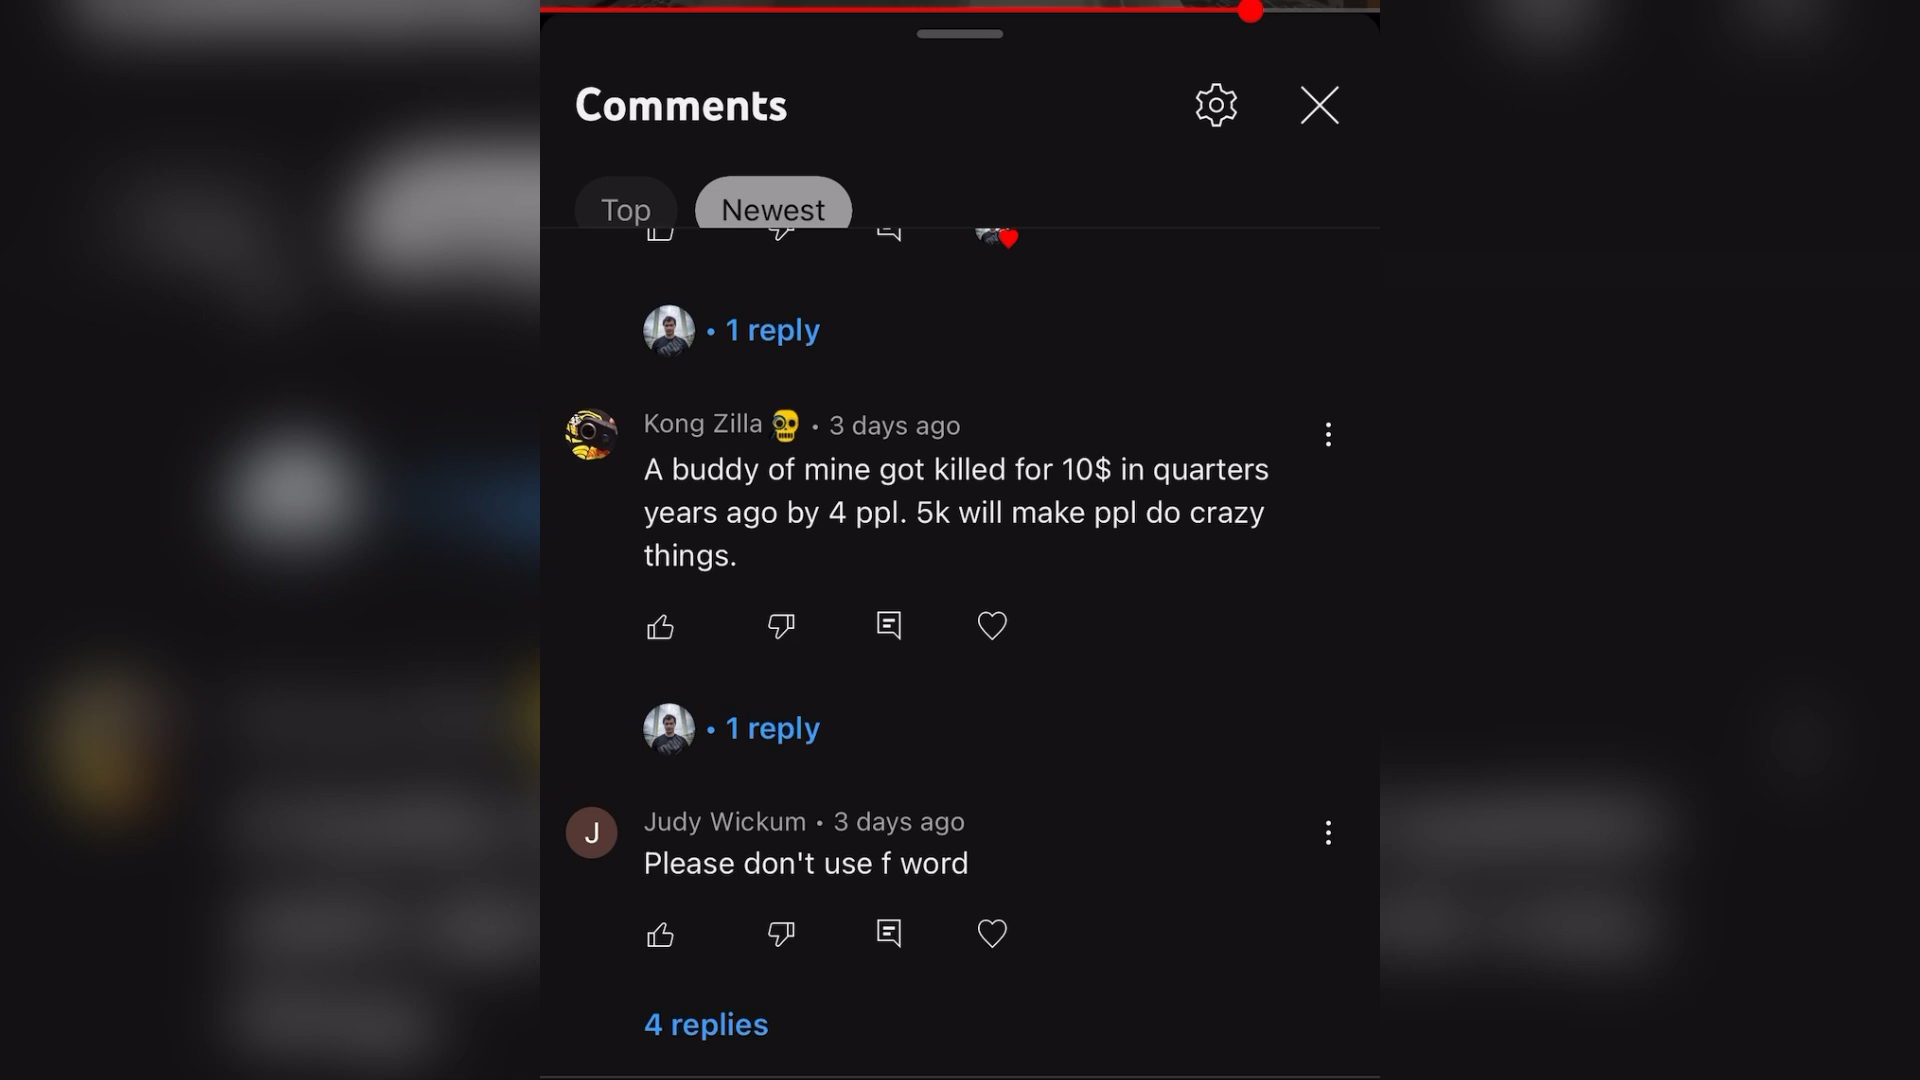 Comments
Top
Newest
• 1 reply
Kong Zilla • 3 days ago
A buddy of mine got killed for 10$ in quarters
years ago by 4 ppl. 5k will make ppl do crazy
things.
• 1 reply
J
Judy Wickum • 3 days ago
Please don't use f word
4 replies